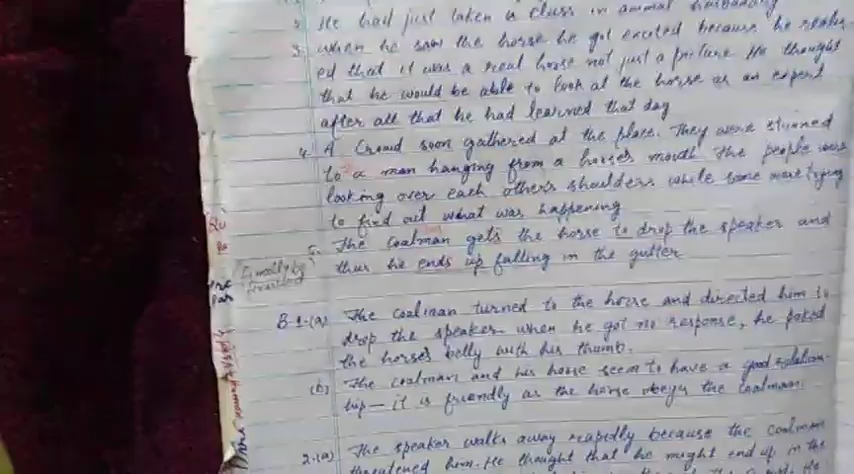 2. He had just taken a class in animal husbandry
3. when he saw the horse he got excited because he realis-
ed that it was a real horse not just a picture He thought
that he would be able to look at the horse as an expert
after all that he had learned that day
4. A Crowd soon gathered at the place. They were stunned
to a man hanging from a horse's mouth The people were
looking over each other's shoulders while some were trying
to find out what was happening
5. The coalman gets the horse to drop the speaker and
thus he ends up falling in the gutter
B-1-(a) The coalman turned to the horse and directed him to
drop the speaker when he got no response, he poked
the horse's belly with his thumb.
(b) The coalman and his horse seem to have a good relation-
hip - it is friendly as the horse obeys the coalman.
2.(a) The speaker walks away rapidly because the coalman
threatened him. He thought that he might end up in the